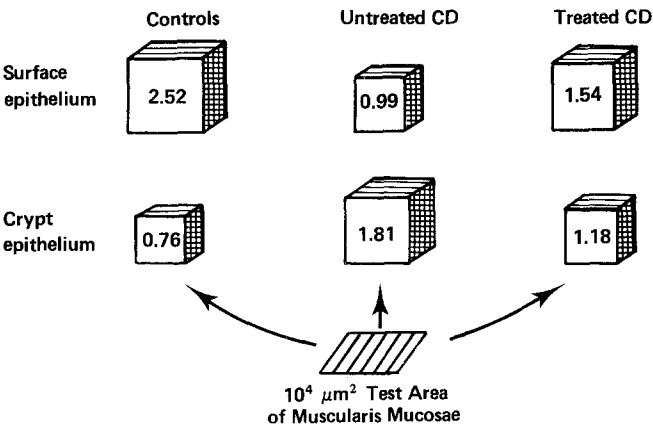 Controls Untreated CD Treated CD
Surface
epithelium
2.52 0.99 1.54
Crypt
epithelium
0.76 1.81 1.18
10⁴ μm² Test Area
of Muscularis Mucosae